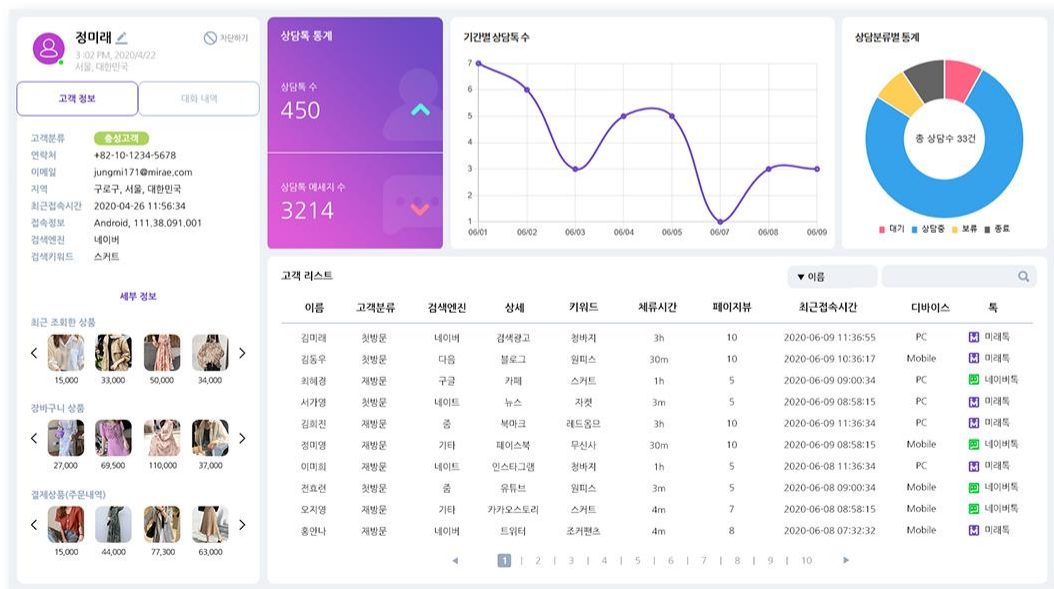 정미래
차단하기
3:02 PM, 2020/4/22
서울, 대한민국
고객 정보
대화 내역
고객분류 충성고객
연락처 +82-10-1234-5678
이메일 jungmi171@mirae.com
지역 구로구, 서울, 대한민국
최근접속시간 2020-04-26 11:56:34
접속정보 Android, 111.38.091.001
검색엔진 네이버
검색키워드 스커트
세부 정보
최근 조회한 상품
15,000 33,000 50,000 34,000
장바구니 상품
27,000 69,500 110,000 37,000
결제상품(주문내역)
15,000 44,000 77,300 63,000
상담톡 통계
상담톡 수
450
상담톡 메세지 수
3214
기간별 상담톡 수
7
6
5
4
3
2
1
06/01 06/02 06/03 06/04 06/05 06/07 06/08 06/09
상담분류별 통계
총 상담수 33건
대기 상담중 보류 종료
고객 리스트
▼ 이름
이름 고객분류 검색엔진 상세 키워드 체류시간 페이지뷰 최근접속시간 디바이스 톡
김미래 첫방문 네이버 검색광고 청바지 3h 10 2020-06-09 11:36:55 PC 미래톡
김동우 첫방문 다음 블로그 원피스 30m 10 2020-06-09 10:36:17 Mobile 미래톡
최혜경 재방문 구글 카페 스커트 1h 5 2020-06-09 09:00:34 PC 네이버톡
서가영 첫방문 네이트 뉴스 자켓 3m 5 2020-06-09 08:58:15 PC 미래톡
김희진 재방문 줌 북마크 레드옴므 3h 10 2020-06-09 11:36:34 PC 미래톡
정미영 재방문 기타 페이스북 무신사 30m 10 2020-06-09 08:58:15 Mobile 네이버톡
이미희 재방문 네이트 인스타그램 청바지 1h 5 2020-06-08 11:36:34 PC 미래톡
전효련 첫방문 줌 유튜브 원피스 3m 5 2020-06-08 09:00:34 Mobile 네이버톡
오지영 재방문 기타 카카오스토리 스커트 4m 7 2020-06-08 08:58:15 Mobile 네이버톡
홍안나 재방문 네이버 트위터 조커팬츠 4m 8 2020-06-08 07:32:32 PC 미래톡
◀ 1 | 2 | 3 | 4 | 5 | 6 | 7 | 8 | 9 | 10 ▶